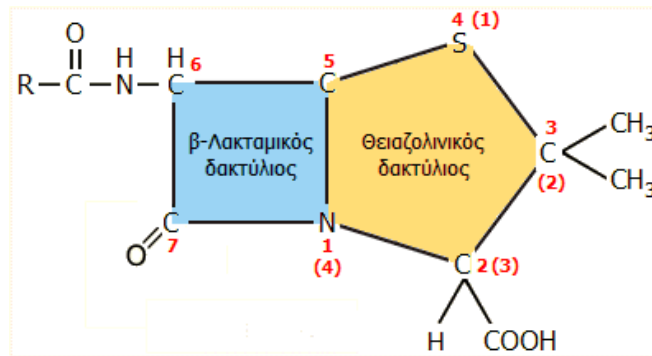 4 (1)
O
H
6
5
S
R
C
N
H
C
C
3
CH3
β-Λακταμικός
δακτύλιος
Θειαζολινικός
δακτύλιος
C
(2)
CH3
C
7
O
N
1
(4)
C
2 (3)
H
COOH